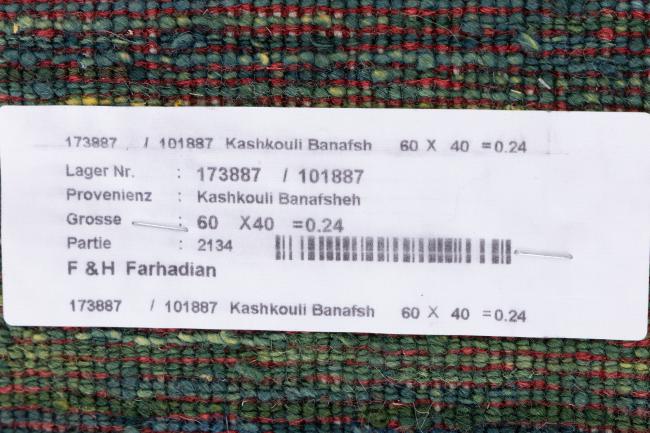 173887 / 101887 Kashkouli Banafsh 60 X 40 =0.24
Lager Nr. : 173887 / 101887
Provenienz : Kashkouli Banafsheh
Grosse : 60 X40 =0.24
Partie : 2134
F &H Farhadian
173887 / 101887 Kashkouli Banafsh 60 X 40 =0.24